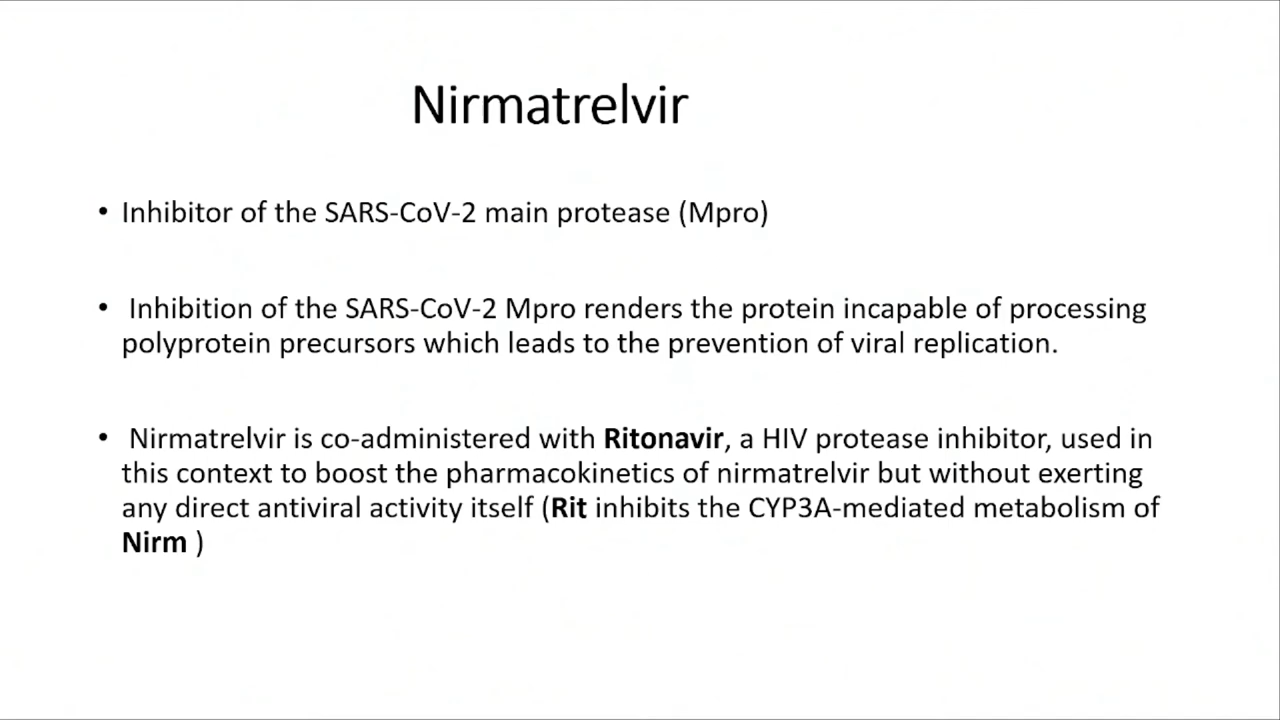 Nirmatrelvir
• Inhibitor of the SARS-CoV-2 main protease (Mpro)
• Inhibition of the SARS-CoV-2 Mpro renders the protein incapable of processing
polyprotein precursors which leads to the prevention of viral replication.
• Nirmatrelvir is co-administered with Ritonavir, a HIV protease inhibitor, used in
this context to boost the pharmacokinetics of nirmatrelvir but without exerting
any direct antiviral activity itself (Rit inhibits the CYP3A-mediated metabolism of
Nirm )